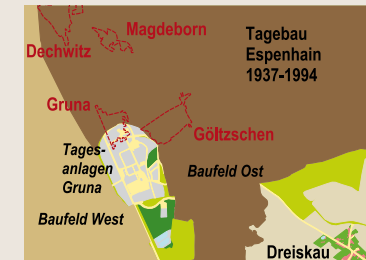 Magdeborn
Dechwitz
Tagebau
Espenhain
1937-1994
Gruna
Göltzschen
Tages-
anlagen
Gruna
Baufeld Ost
Baufeld West
Dreiskau